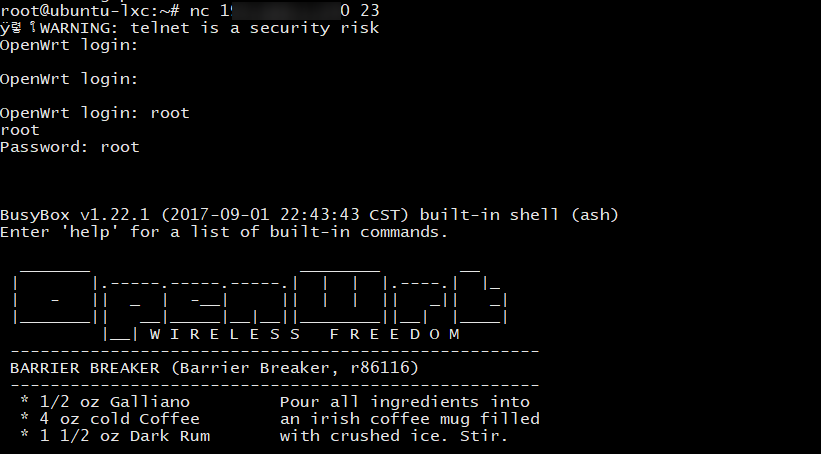 root@ubuntu-lxc:~# nc 19 0 23
WARNING: telnet is a security risk
OpenWrt login:
OpenWrt login:
OpenWrt login: root
root
Password: root
BusyBox v1.22.1 (2017-09-01 22:43:43 CST) built-in shell (ash)
Enter 'help' for a list of built-in commands.
OpenWrt
W I R E L E S S   F R E E D O M
-----------------------------------------------------
BARRIER BREAKER (Barrier Breaker, r86116)
-----------------------------------------------------
* 1/2 oz Galliano         Pour all ingredients into
* 4 oz cold Coffee        an irish coffee mug filled
* 1 1/2 oz Dark Rum       with crushed ice. Stir.